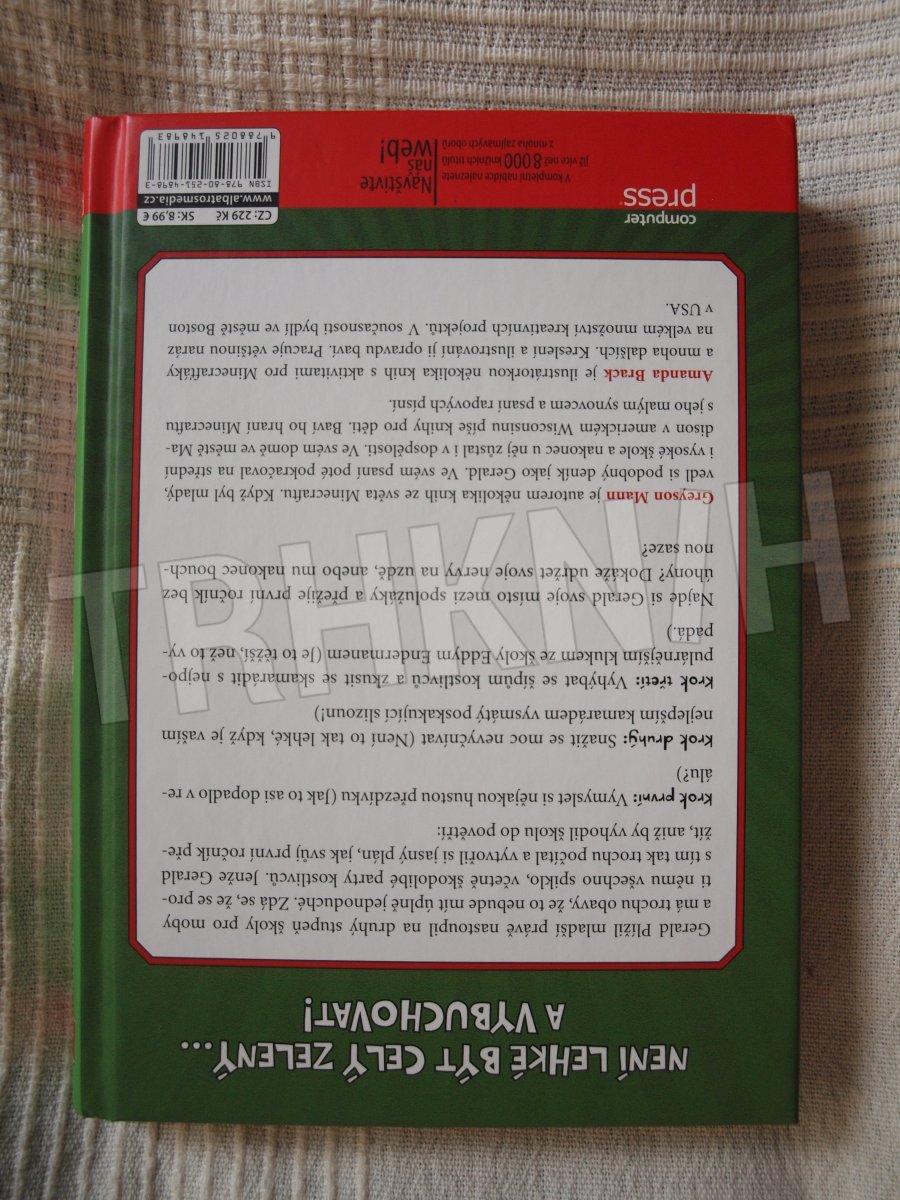 NENÍ LEHKÉ BÝT CELÝ ZELENÝ...
A VYBUCHOVAT!
Gerald Plížil mladší právě nastoupil na druhý stupeň školy pro moby
a má trochu obavy, že to nebude mít úplně jednoduché. Zdá se, že se pro-
ti němu všechno spiklo, včetně škodolibé party kostlivců. Jenže Gerald
s tím tak trochu počítal a vytvořil si jasný plán, jak svůj první ročník pře-
žít, aniž by vyhodil školu do povětří:
Krok první: Vymyslet si nějakou hustou přezdívku (Jak to asi dopadlo v re-
álu?)
Krok druhý: Snažit se moc nevyčnívat (Není to tak lehké, když je vaším
nejlepším kamarádem vysmátý poskakující slizoun!)
Krok třetí: Vyhýbat se šípům kostlivců a zkusit se skamarádit s nejpo-
pulárnějším klukem ze školy Eddym Endermanem (Je to těžší, než to vy-
padá.)
Najde si Gerald svoje místo mezi spolužáky a přežije první ročník bez
úhony? Dokáže udržet svoje nervy na uzdě, anebo mu nakonec bouch-
nou saze?
Greyson Mann je autorem několika knih ze světa Minecraftu. Když byl mladý,
vedl si podobný deník jako Gerald. Ve svém psaní poté pokračoval na střední
i vysoké škole a nakonec u něj zůstal i v dospělosti. Ve svém domě ve městě Ma-
dison v americkém Wisconsinu píše knihy pro děti. Baví ho hraní Minecraftu
s jeho malým synovcem a psaní rapových písní.
Amanda Brack je ilustrátorkou několika knih s aktivitami pro Minecrafťáky
a mnoha dalších. Kreslení a ilustrování ji opravdu baví. Pracuje většinou naráz
na velkém množství kreativních projektů. V současnosti bydlí ve městě Boston
v USA.
computer
press®
Navštivte
náš
web!
V kompletní nabídce naleznete
již více než 8 000 knižních titulů
z mnoha zajímavých oborů
CZ: 229 Kč SK: 8,99 €
www.albatrosmedia.cz
ISBN 978-80-251-4898-3
9 788025 148983
TRHKNIH